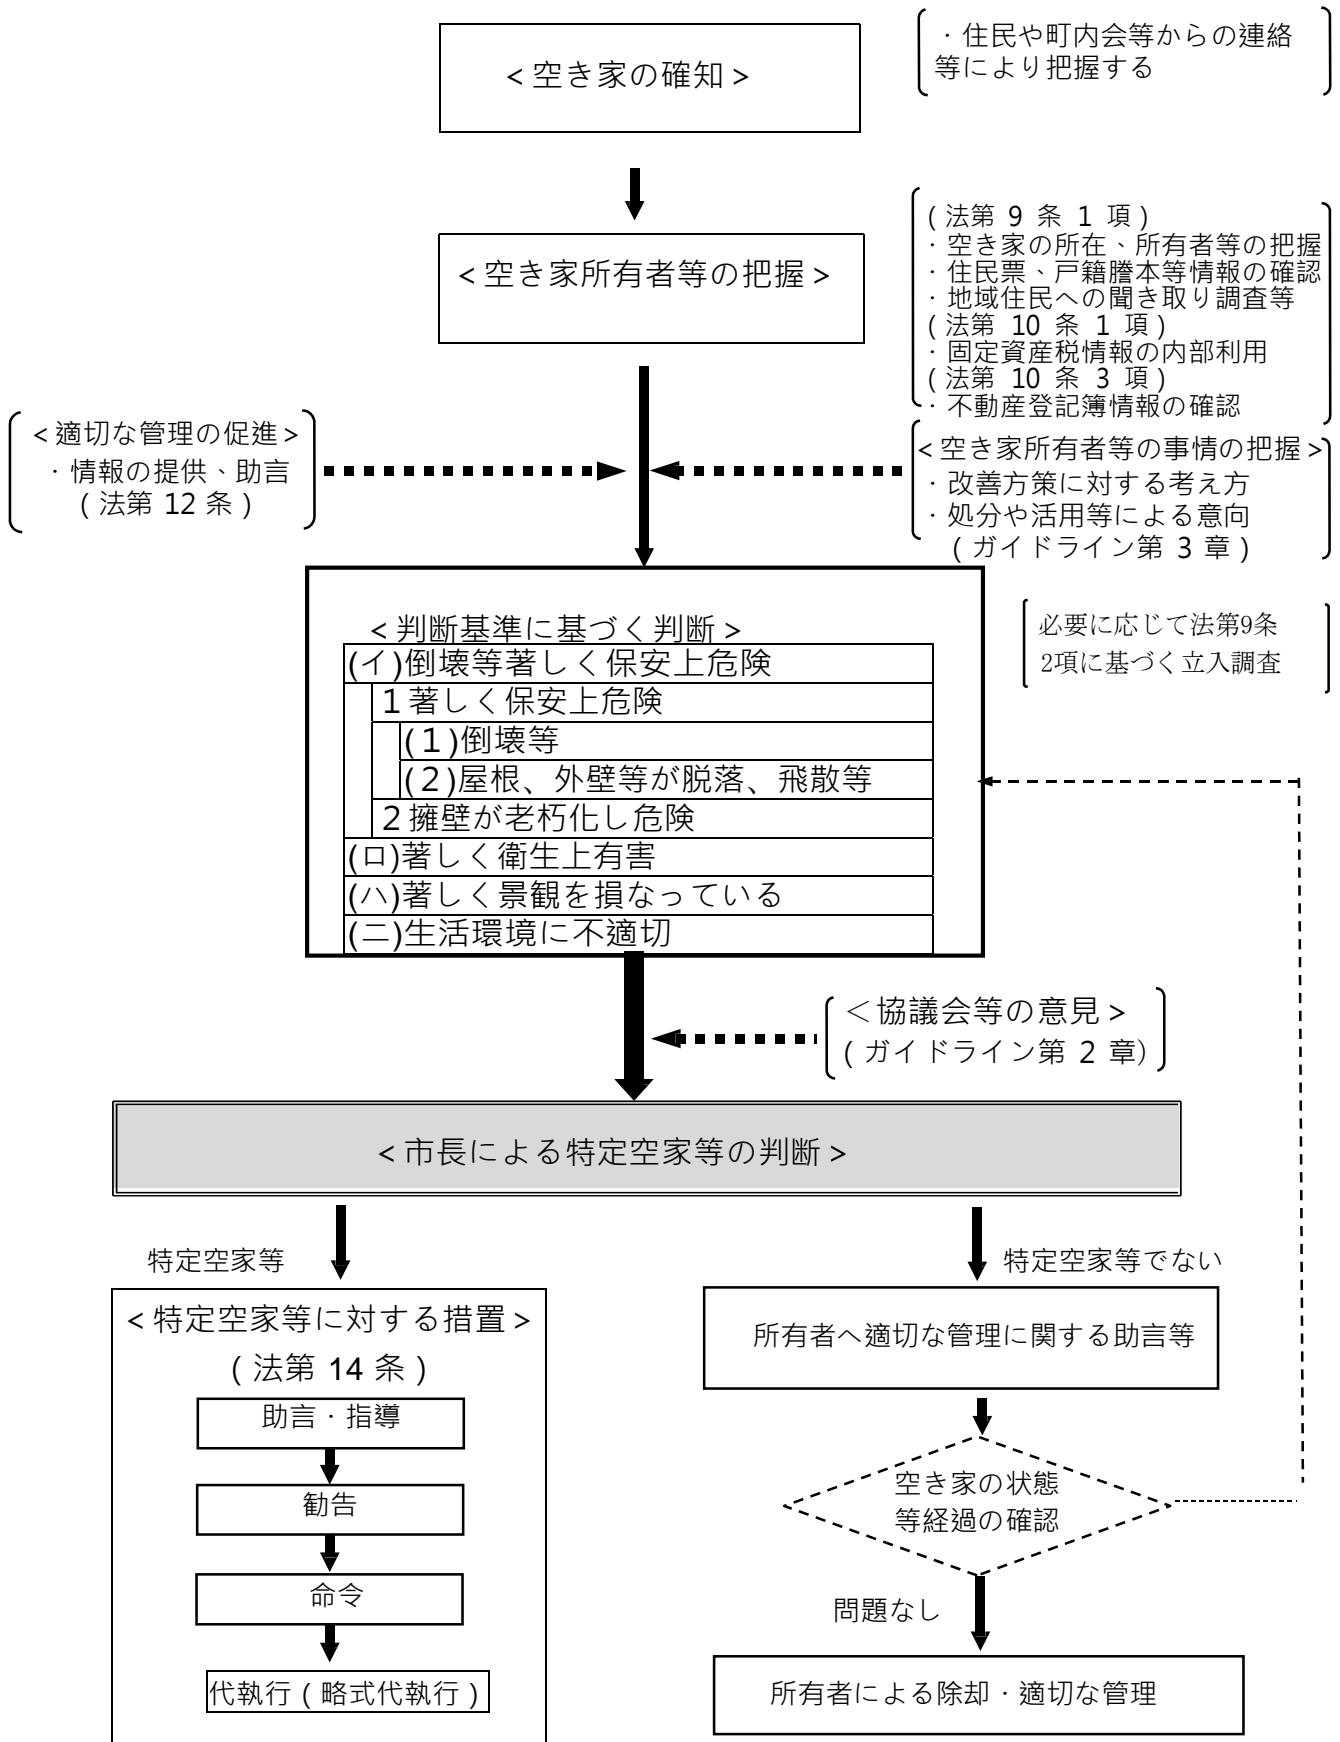 <空き家の確知>
・住民や町内会等からの連絡
等により把握する
<空き家所有者等の把握>
(法第 9 条 1 項)
・空き家の所在、所有者等の把握
・住民票、戸籍謄本等情報の確認
・地域住民への聞き取り調査等
(法第 10 条 1 項)
・固定資産税情報の内部利用
(法第 10 条 3 項)
・不動産登記簿情報の確認
<適切な管理の促進>
・情報の提供、助言
(法第 12 条)
<空き家所有者等の事情の把握>
・改善方策に対する考え方
・処分や活用等による意向
(ガイドライン第 3 章)
<判断基準に基づく判断>
(イ)倒壊等著しく保安上危険
1著しく保安上危険
(1)倒壊等
(2)屋根、外壁等が脱落、飛散等
2擁壁が老朽化し危険
(ロ)著しく衛生上有害
(ハ)著しく景観を損なっている
(ニ)生活環境に不適切
必要に応じて法第9条
2項に基づく立入調査
<協議会等の意見>
(ガイドライン第 2 章)
<市長による特定空家等の判断>
特定空家等
特定空家等でない
<特定空家等に対する措置>
(法第 14 条)
助言・指導
勧告
命令
代執行(略式代執行)
所有者へ適切な管理に関する助言等
空き家の状態
等経過の確認
問題なし
所有者による除却・適切な管理